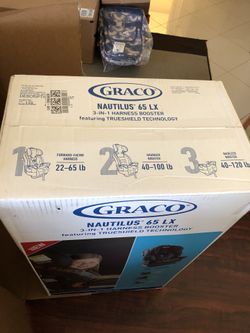 GRACO
NAUTILUS® 65 LX
3-IN-1 HARNESS BOOSTER
featuring TRUESHIELD TECHNOLOGY
1 2 3
FORWARD-FACING
HARNESS
22-65 lb
HIGHBACK
BOOSTER
40-100 lb
BACKLESS
BOOSTER
40-120 lb
GRACO
NAUTILUS® 65 LX
3-IN-1 HARNESS BOOSTER
featuring TRUESHIELD TECHNOLOGY